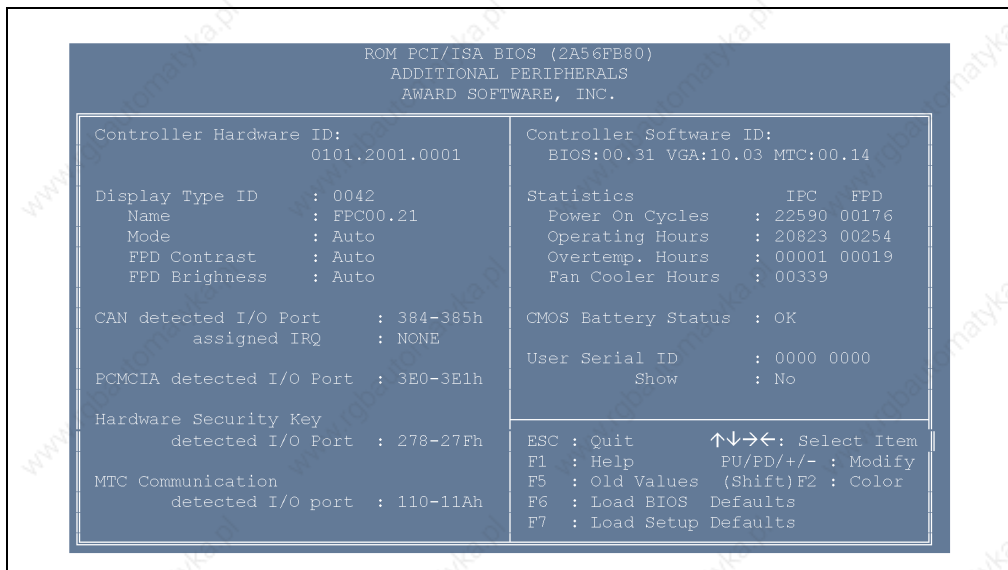 ROM PCI/ISA BIOS (2A56FB80)
ADDITIONAL PERIPHERALS
AWARD SOFTWARE, INC.
Controller Hardware ID:
0101.2001.0001
Display Type ID : 0042
Name : FPC00.21
Mode : Auto
FPD Contrast : Auto
FPD Brighness : Auto
CAN detected I/O Port : 384-385h
assigned IRQ : NONE
PCMCIA detected I/O Port : 3E0-3E1h
Hardware Security Key
detected I/O Port : 278-27Fh
MTC Communication
detected I/O port : 110-11Ah
Controller Software ID:
BIOS:00.31 VGA:10.03 MTC:00.14
Statistics IPC FPD
Power On Cycles : 22590 00176
Operating Hours : 20823 00254
Overtemp. Hours : 00001 00019
Fan Cooler Hours : 00339
CMOS Battery Status : OK
User Serial ID : 0000 0000
Show : No
ESC : Quit ↑↓→←: Select Item
F1 : Help PU/PD/+/- : Modify
F5 : Old Values (Shift)F2 : Color
F6 : Load BIOS Defaults
F7 : Load Setup Defaults